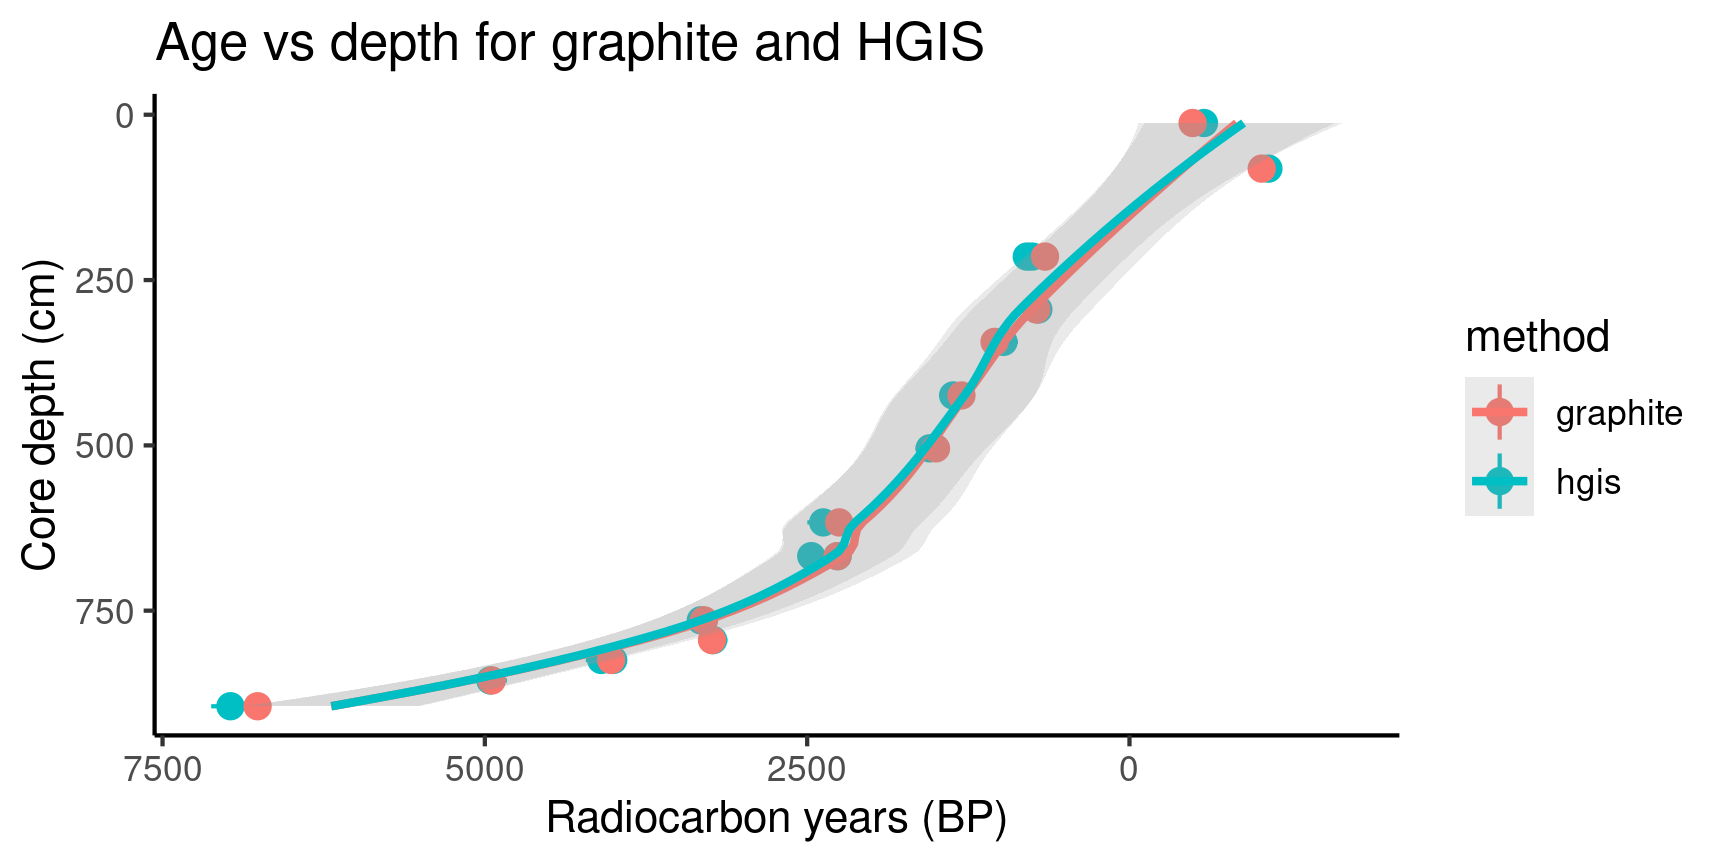 Age vs depth for graphite and HGIS
Core depth (cm)
0
250
500
750
7500
5000
2500
0
Radiocarbon years (BP)
method
graphite
hgis